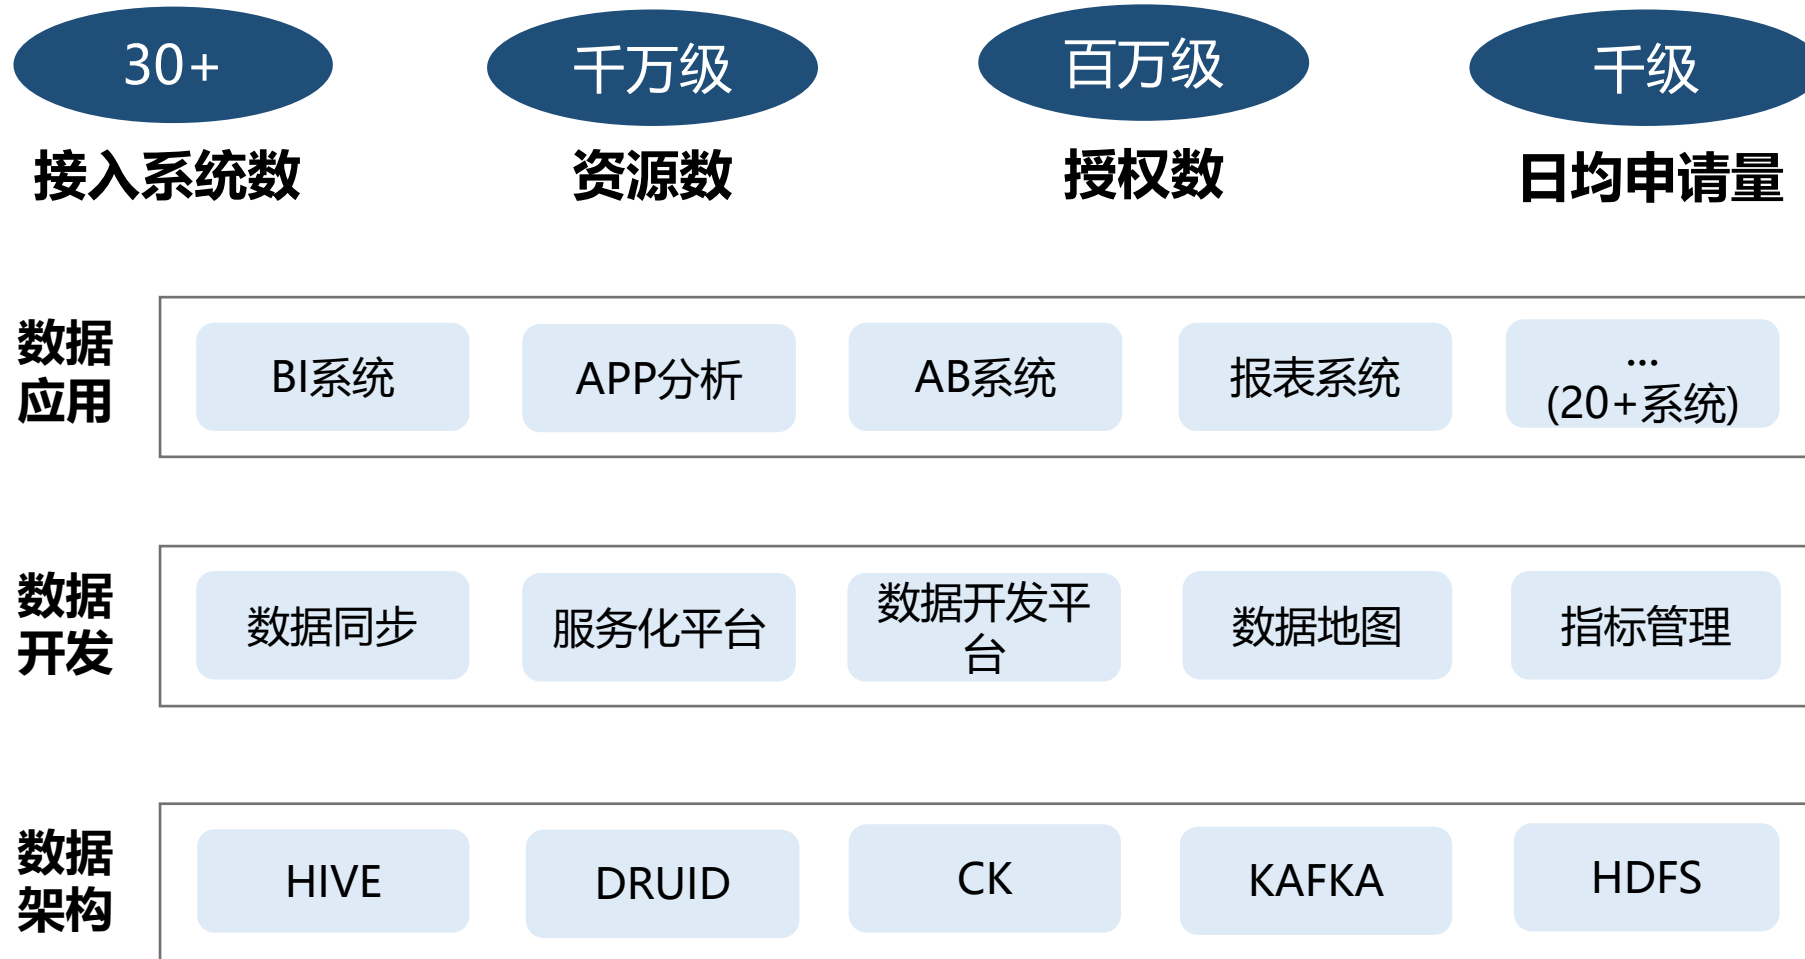 30+
千万级
百万级
千级
接入系统数
资源数
授权数
日均申请量
数据
应用
BI系统
APP分析
AB系统
报表系统
...
(20+系统)
数据
开发
数据同步
服务化平台
数据开发平
台
数据地图
指标管理
数据
架构
HIVE
DRUID
CK
KAFKA
HDFS